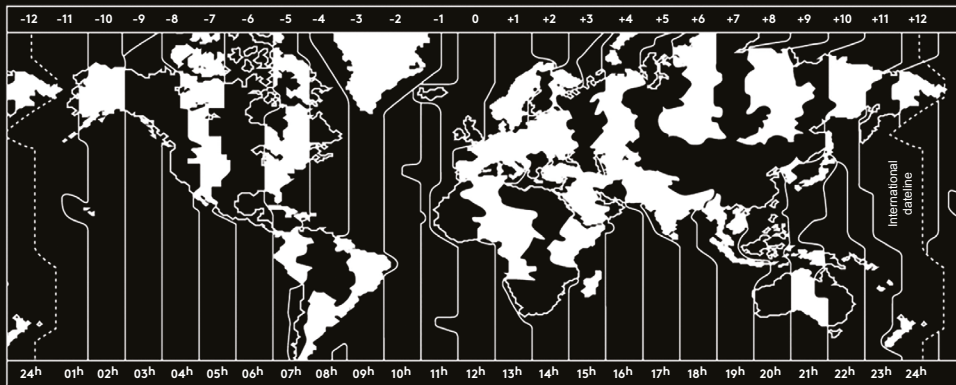 -12 -11 -10 -9 -8 -7 -6 -5 -4 -3 -2 -1 0 +1 +2 +3 +4 +5 +6 +7 +8 +9 +10 +11 +12
International
dateline
24h 01h 02h 03h 04h 05h 06h 07h 08h 09h 10h 11h 12h 13h 14h 15h 16h 17h 18h 19h 20h 21h 22h 23h 24h